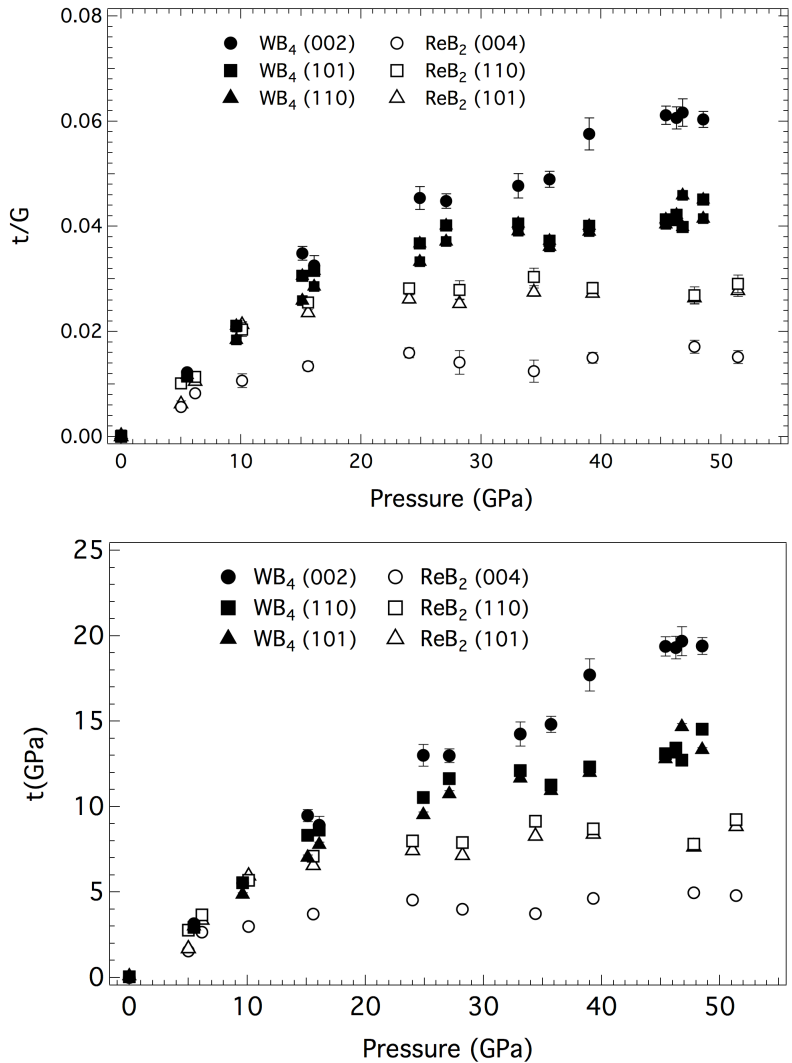 0.08
WB4 (002) ReB2 (004)
WB4 (101) ReB2 (110)
WB4 (110) ReB2 (101)
0.06
t/G
0.04
0.02
0.00
0 10 20 30 40 50
Pressure (GPa)
25
WB4 (002) ReB2 (004)
WB4 (110) ReB2 (110)
WB4 (101) ReB2 (101)
20
15
t(GPa)
10
5
0
0 10 20 30 40 50
Pressure (GPa)